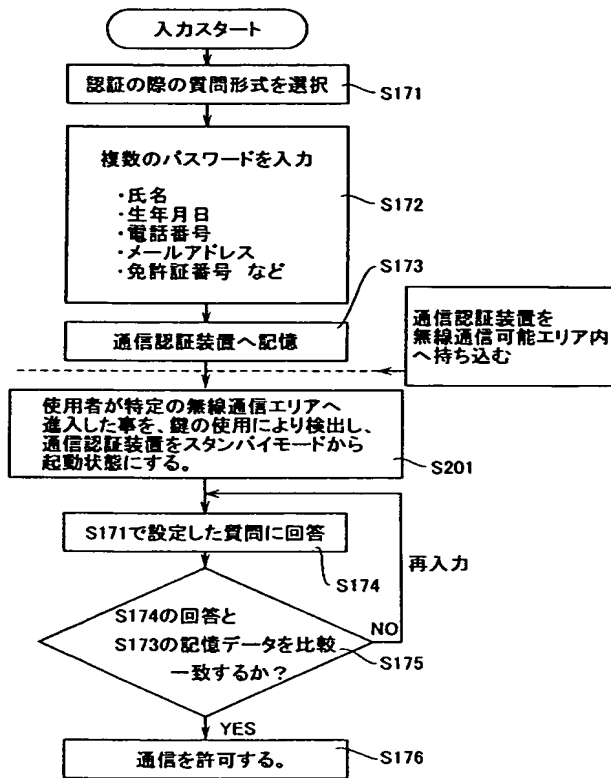 入力スタート
認証の際の質問形式を選択
S171
複数のパスワードを入力
・氏名
・生年月日
・電話番号
・メールアドレス
・免許証番号 など
S172
S173
通信認証装置へ記憶
通信認証装置を
無線通信可能エリア内
へ持ち込む
使用者が特定の無線通信エリアへ
進入した事を、鍵の使用により検出し、
通信認証装置をスタンバイモードから
起動状態にする。
S201
S171で設定した質問に回答
S174
再入力
S174の回答と
S173の記憶データを比較
一致するか？
NO
S175
YES
通信を許可する。
S176